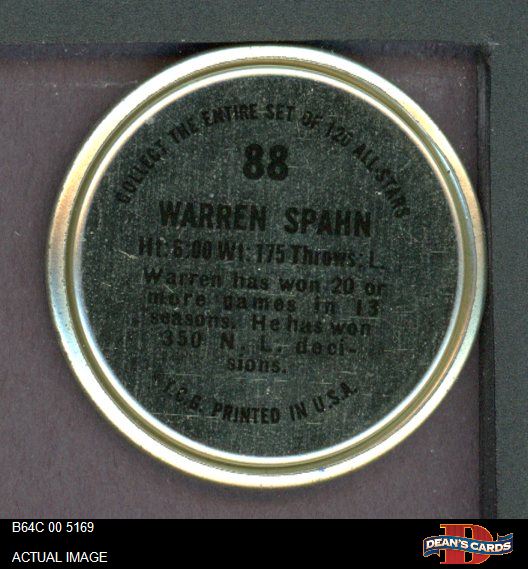 COLLECT THE ENTIRE SET OF 120 ALL-STARS
88
WARREN SPAHN
Ht: 6:00 Wt: 175 Throws: L
Warren has won 20 or
more games in 13
seasons. He has won
350 N. L. deci-
sions.
© T.C.G. PRINTED IN U.S.A.
B64C 00 5169
ACTUAL IMAGE
D
DEAN'S CARDS